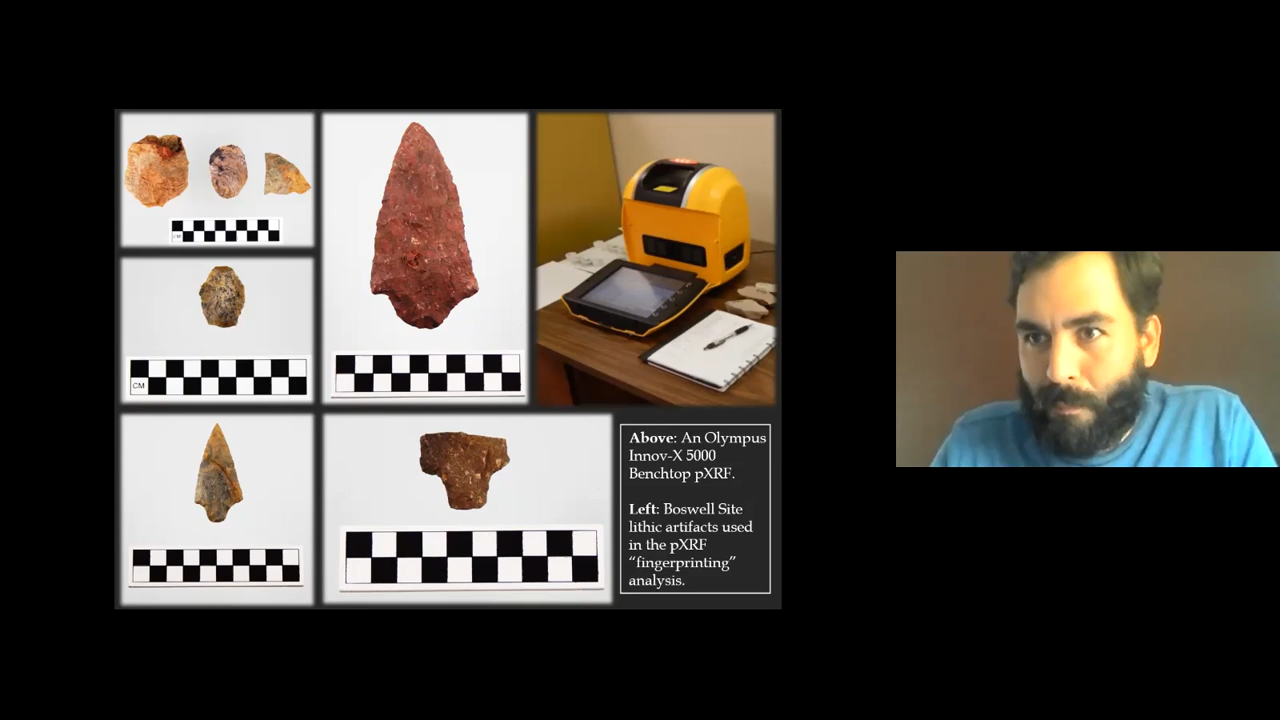 CM
CM
Above: An Olympus
Innov-X 5000
Benchtop pXRF.
Left: Boswell Site
lithic artifacts used
in the pXRF
“fingerprinting”
analysis.